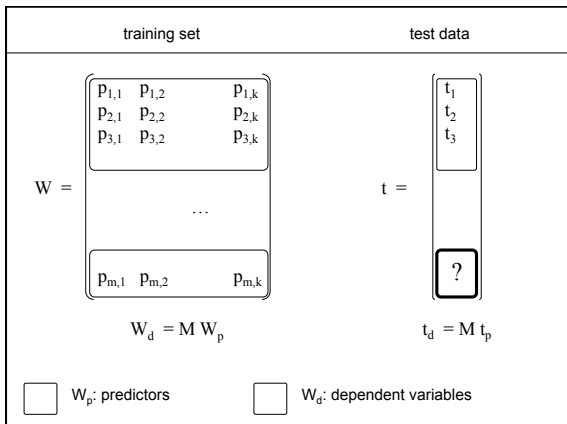 training set test data
p1,1 p1,2 p1,k t1
p2,1 p2,2 p2,k t2
p3,1 p3,2 p3,k t3
W = t =
...
pm,1 pm,2 pm,k ?
Wd = M Wp td = M tp
Wp: predictors Wd: dependent variables